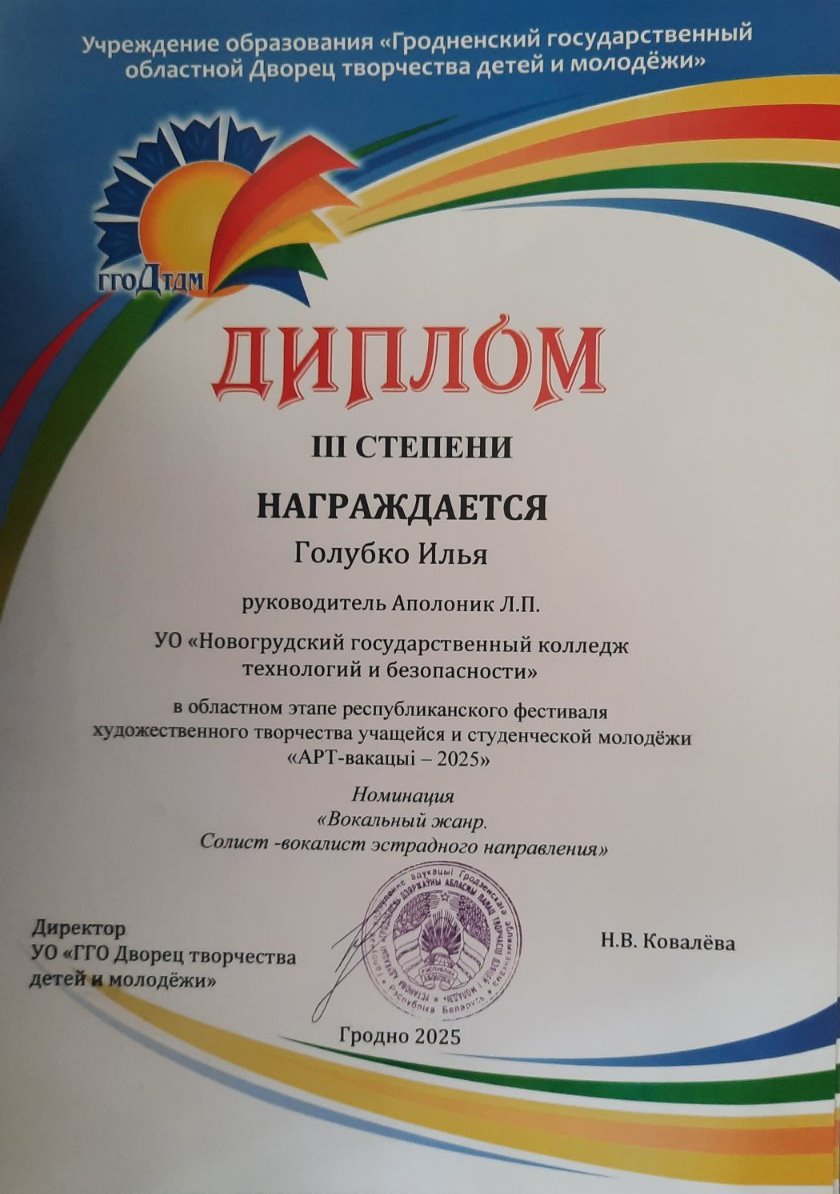 Учреждение образования «Гродненский государственный
областной Дворец творчества детей и молодёжи»
ГГОДТДМ
ДИПЛОМ
III СТЕПЕНИ
НАГРАЖДАЕТСЯ
Голубко Илья
руководитель Аполоник Л.П.
УО «Новогрудский государственный колледж
технологий и безопасности»
в областном этапе республиканского фестиваля
художественного творчества учащейся и студенческой молодёжи
«АРТ-вакацыі – 2025»
Номинация
«Вокальный жанр.
Солист -вокалист эстрадного направления»
Директор
УО «ГГО Дворец творчества
детей и молодёжи»
Н.В. Ковалёва
Рэспубліка Беларусь
Гродно 2025